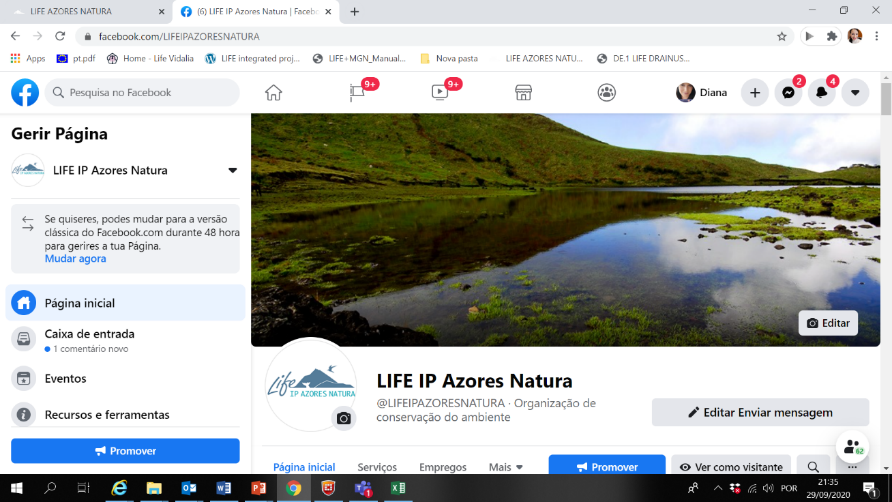 LIFE AZORES NATURA
(6) LIFE IP Azores Natura | Faceb
facebook.com/LIFEIPAZORESNATURA
Apps
pt.pdf
Home - Life Vidalia
LIFE integrated proj...
LIFE+MGN_Manual...
Nova pasta
LIFE AZORES NATU...
DE.1 LIFE DRAINUS...
Pesquisa no Facebook
9+
9+
Diana
2
4
Gerir Página
LIFE IP Azores Natura
Se quiseres, podes mudar para a versão
clássica do Facebook.com durante 48 hora
para gerires a tua Página.
Mudar agora
Página inicial
Caixa de entrada
1 comentário novo
Eventos
Recursos e ferramentas
Promover
Editar
Life
IP AZORES NATURA
LIFE IP Azores Natura
@LIFEIPAZORESNATURA · Organização de
conservação do ambiente
Editar Enviar mensagem
62
Página inicial
Serviços
Empregos
Mais
Promover
Ver como visitante
...
POR
21:35
29/09/2020
1
1